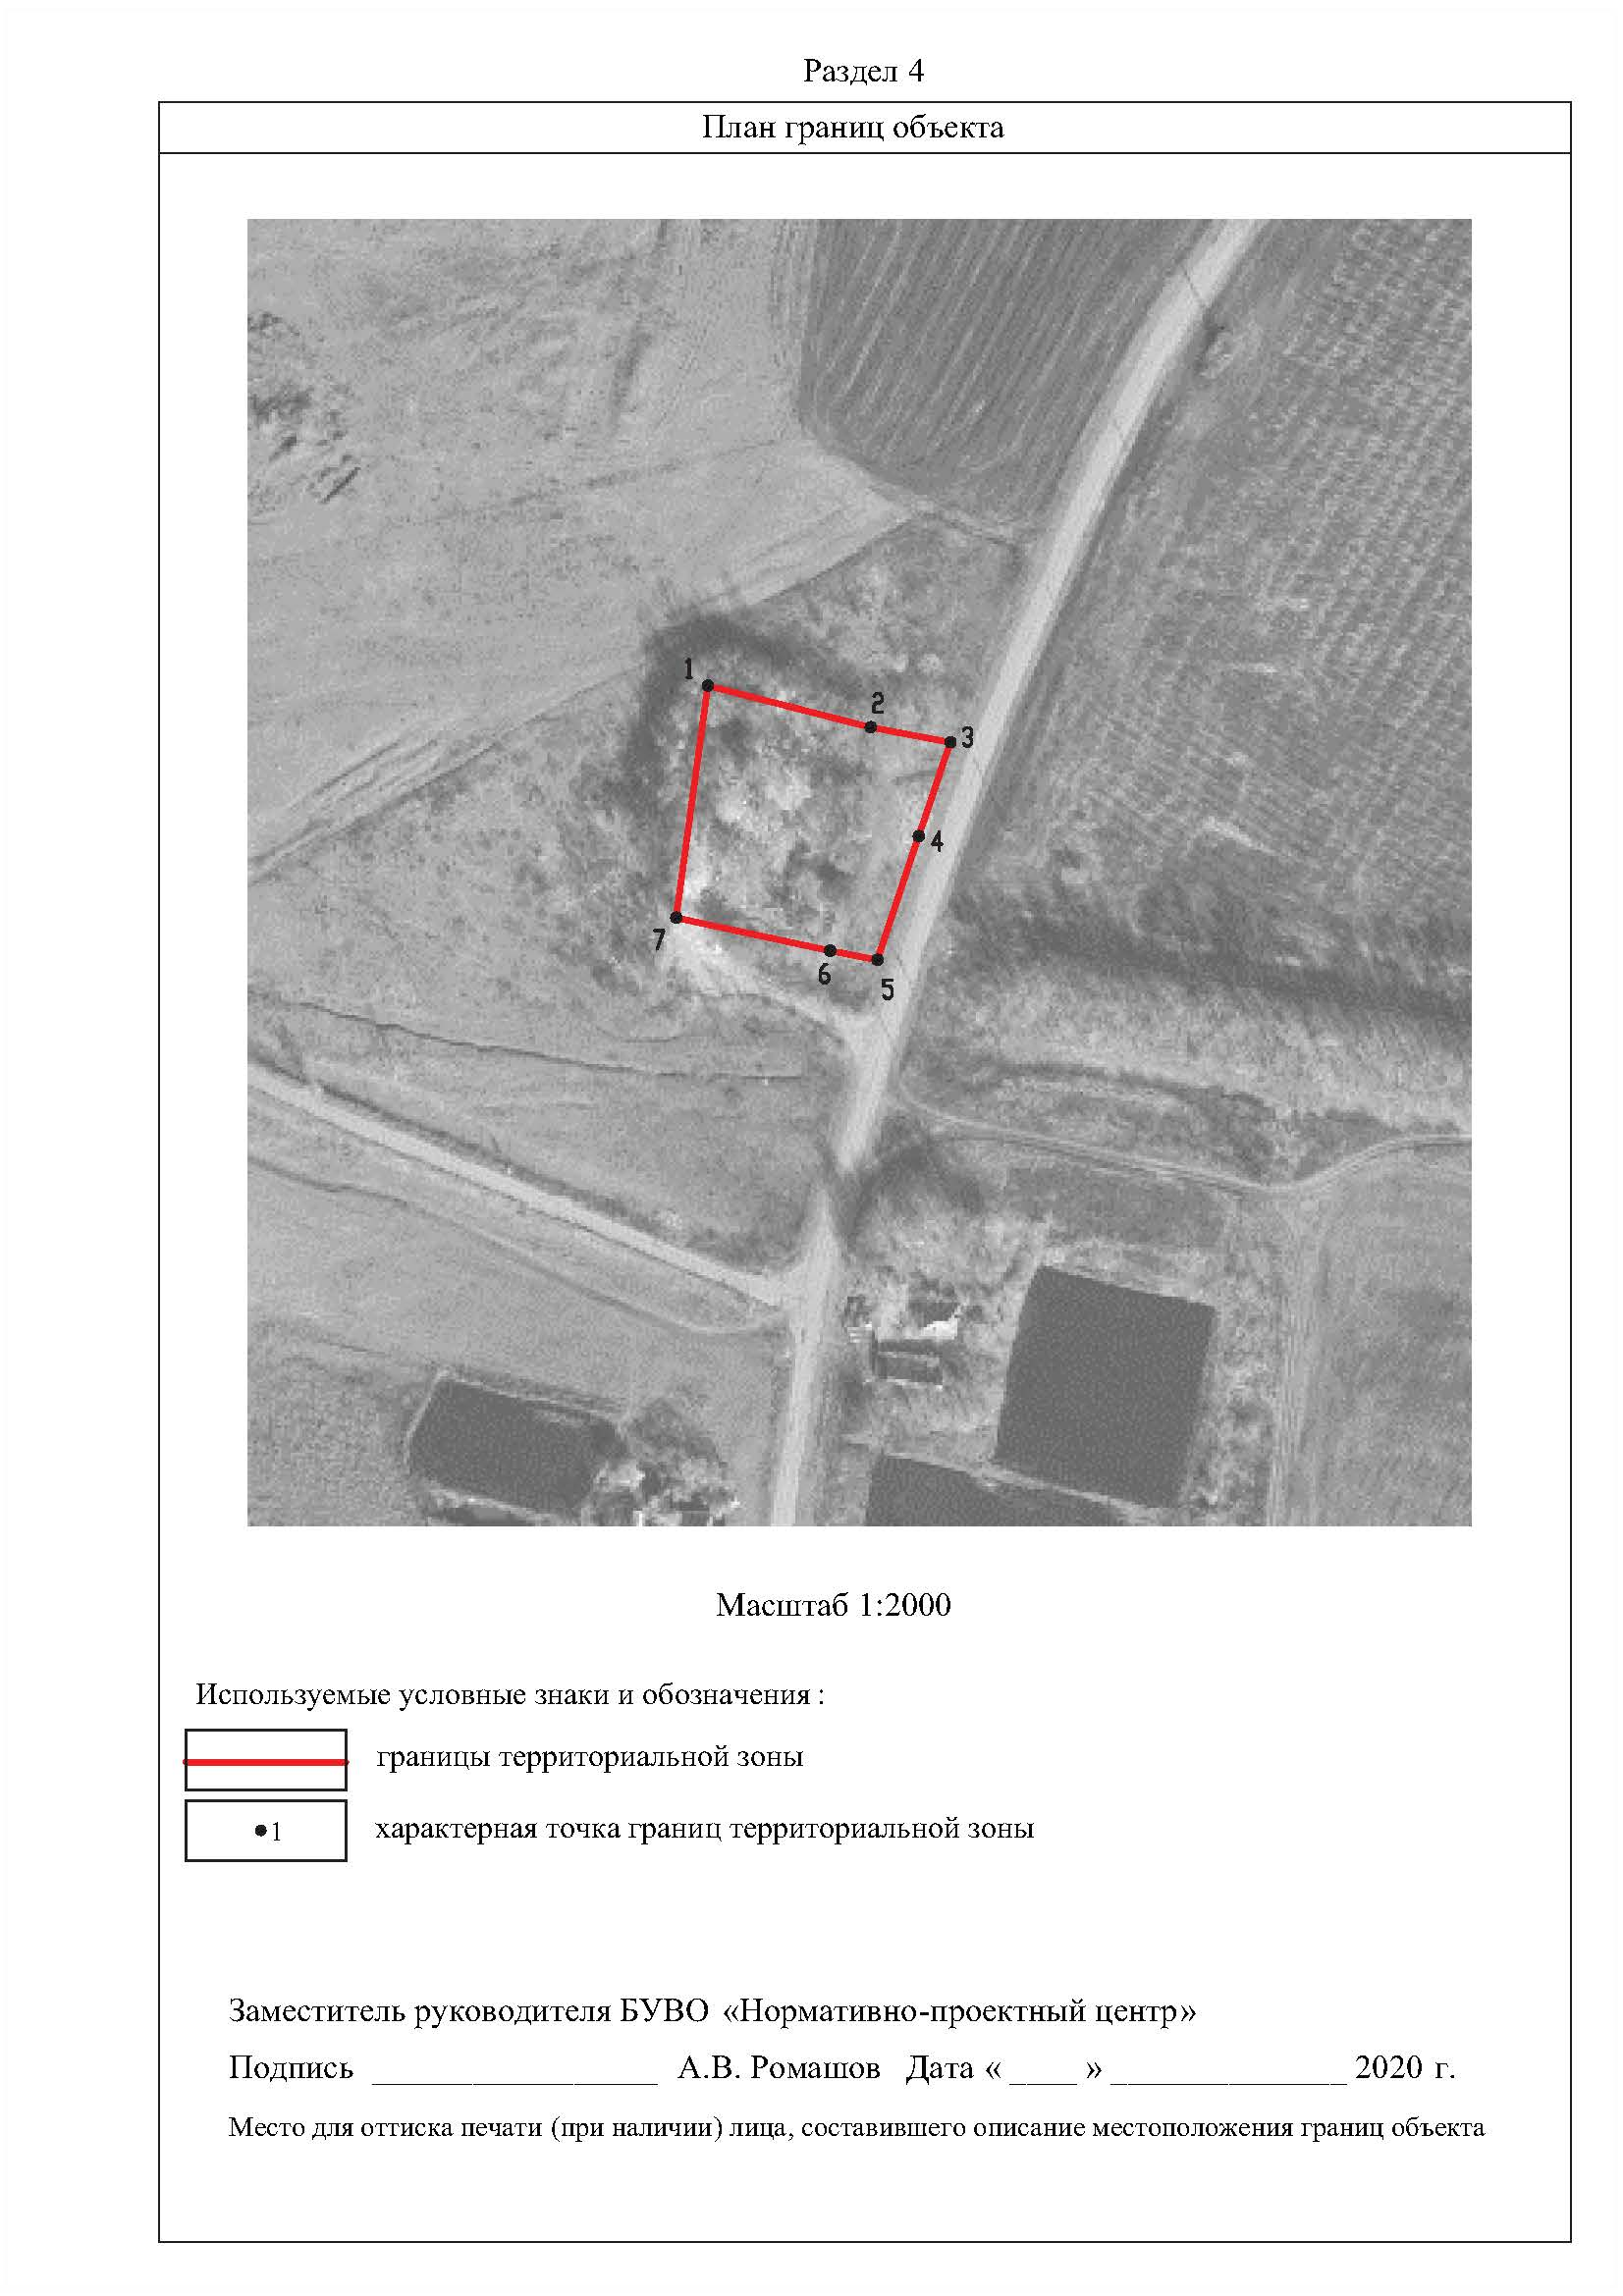 Раздел 4
План границ объекта
1
2
3
4
7
6
5
Масштаб 1:2000
Используемые условные знаки и обозначения :
границы территориальной зоны
1 характерная точка границ территориальной зоны
Заместитель руководителя БУВО «Нормативно-проектный центр»
Подпись _________________ А.В. Ромашов Дата « ____ » ______________ 2020 г.
Место для оттиска печати (при наличии) лица, составившего описание местоположения границ объекта